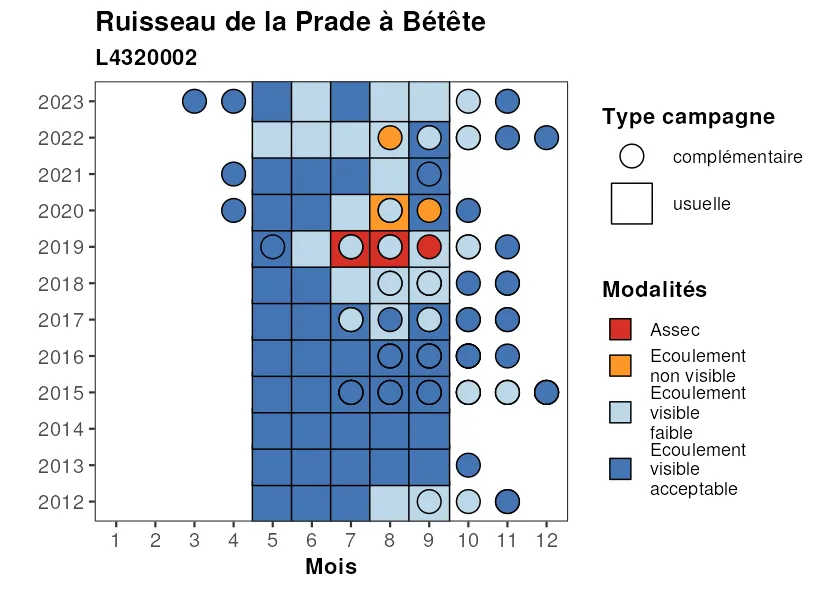 Ruisseau de la Prade à Bétête
L4320002
2023
2022
2021
2020
2019
2018
2017
2016
2015
2014
2013
2012
1 2 3 4 5 6 7 8 9 10 11 12
Mois
Type campagne
complémentaire
usuelle
Modalités
Assec
Ecoulement
non visible
Ecoulement
visible
faible
Ecoulement
visible
acceptable